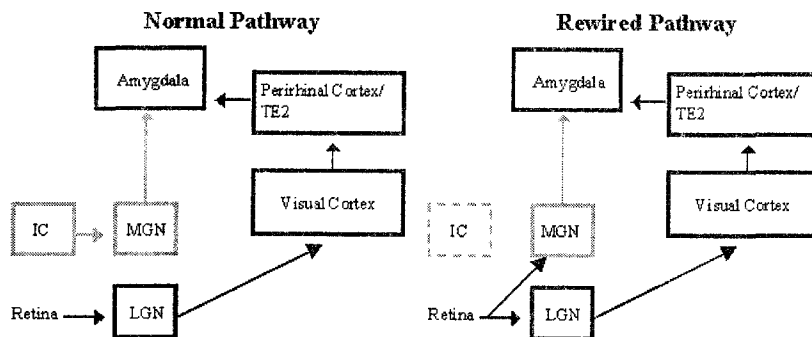 Normal Pathway
Amygdala
Perirhinal Cortex/
TE2
Visual Cortex
IC
MGN
Retina
LGN
Rewired Pathway
Amygdala
Perirhinal Cortex/
TE2
Visual Cortex
IC
MGN
Retina
LGN